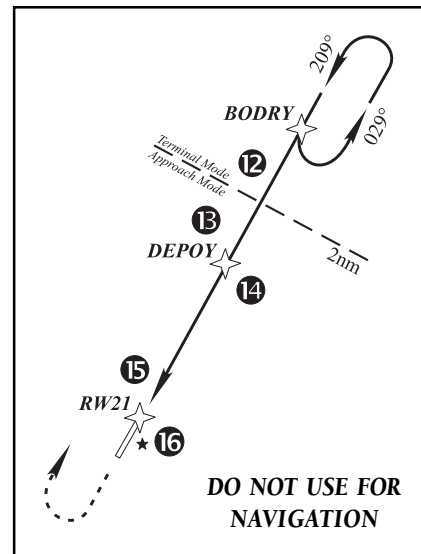 209°
029°
BODRY
Terminal Mode
Approach Mode
12
13
2nm
DEPOY
14
15
RW21
16
DO NOT USE FOR
NAVIGATION